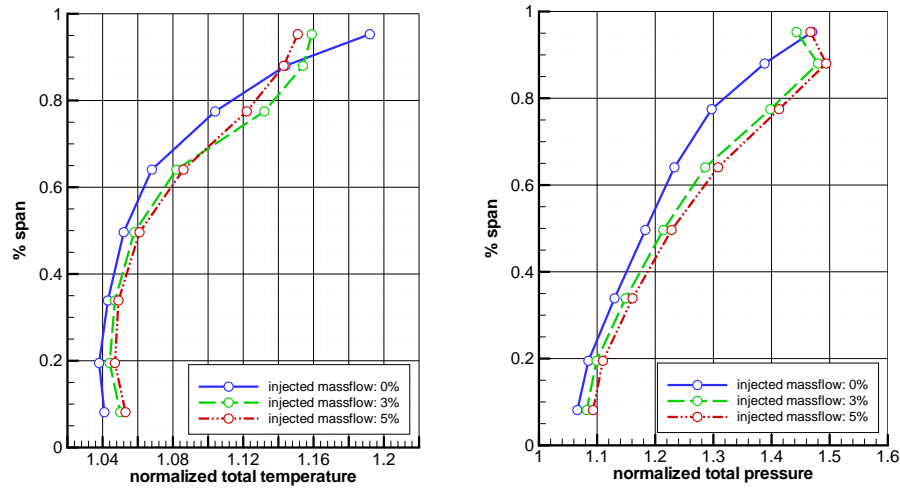 1
0.8
0.6
0.4
0.2
0
% span
1.04
1.08
1.12
1.16
1.2
normalized total temperature
injected massflow: 0%
injected massflow: 3%
injected massflow: 5%
1
0.8
0.6
0.4
0.2
0
% span
1
1.1
1.2
1.3
1.4
1.5
1.6
normalized total pressure
injected massflow: 0%
injected massflow: 3%
injected massflow: 5%